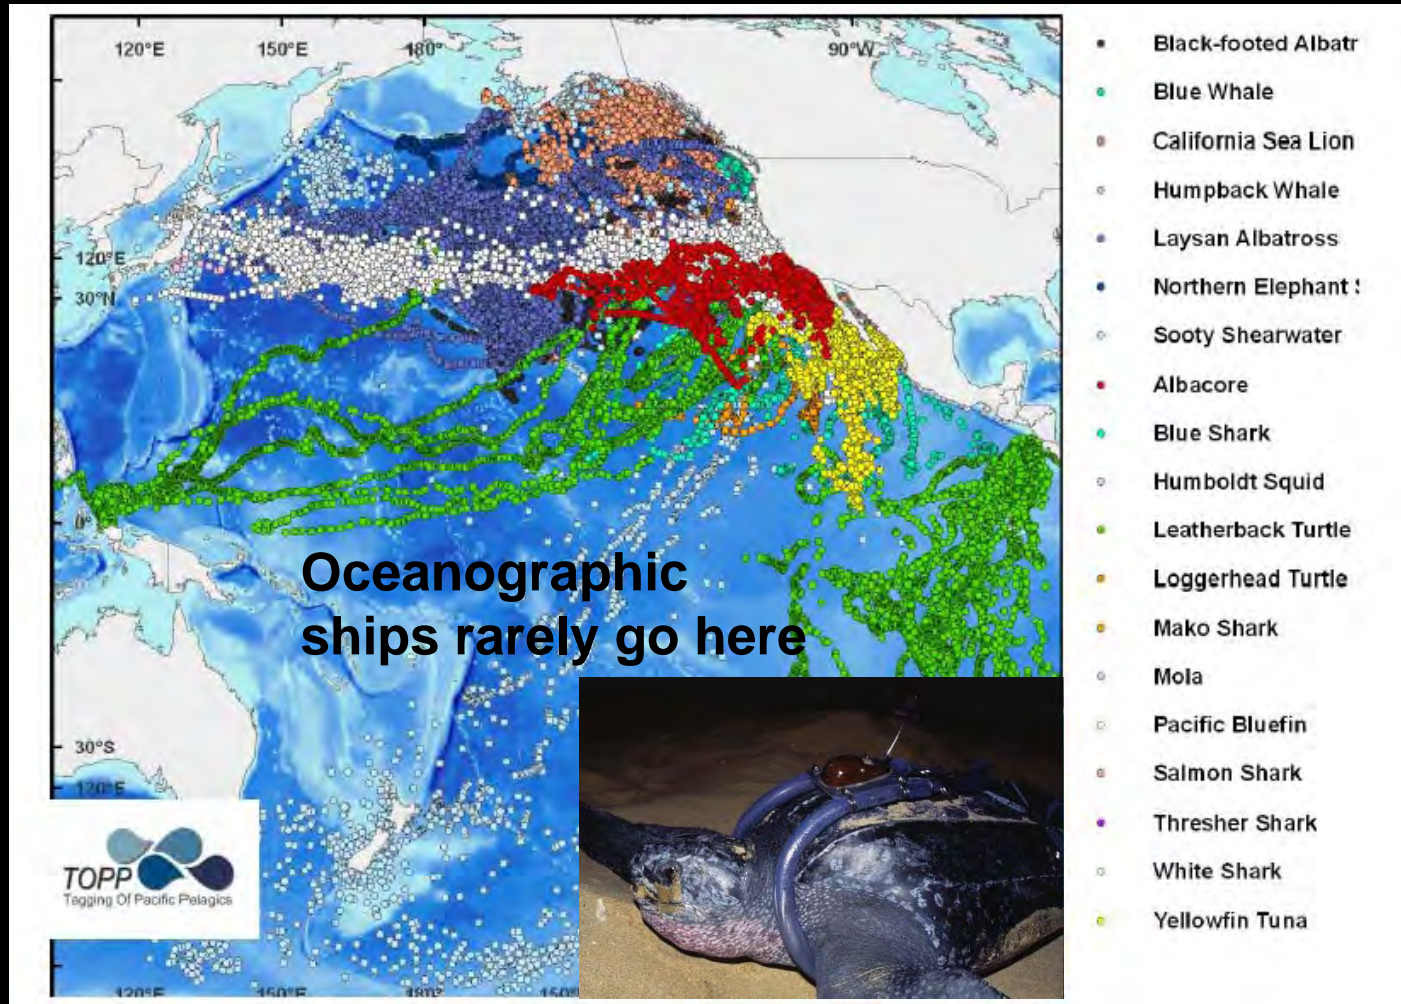 120°E 150°E 180° 90°W
120°E
30°N
0°
30°S
120°E
120°E 150°E 180° 150°
Oceanographic
ships rarely go here
TOPP
Tagging Of Pacific Pelagics
Black-footed Albatr
Blue Whale
California Sea Lion
Humpback Whale
Laysan Albatross
Northern Elephant
Sooty Shearwater
Albacore
Blue Shark
Humboldt Squid
Leatherback Turtle
Loggerhead Turtle
Mako Shark
Mola
Pacific Bluefin
Salmon Shark
Thresher Shark
White Shark
Yellowfin Tuna